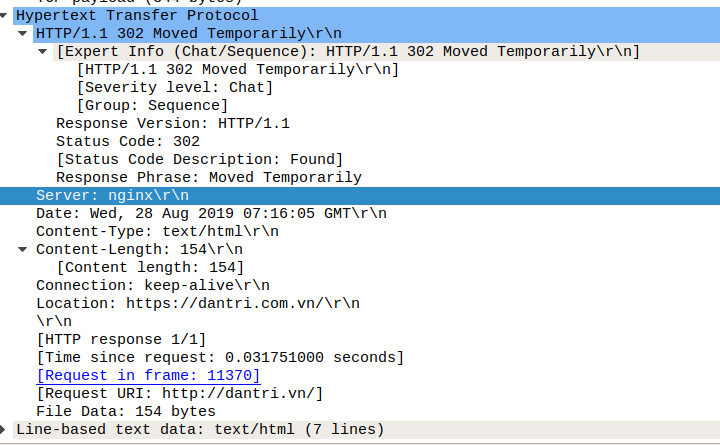 Hypertext Transfer Protocol
HTTP/1.1 302 Moved Temporarily\r\n
[Expert Info (Chat/Sequence): HTTP/1.1 302 Moved Temporarily\r\n]
[HTTP/1.1 302 Moved Temporarily\r\n]
[Severity level: Chat]
[Group: Sequence]
Response Version: HTTP/1.1
Status Code: 302
[Status Code Description: Found]
Response Phrase: Moved Temporarily
Server: nginx\r\n
Date: Wed, 28 Aug 2019 07:16:05 GMT\r\n
Content-Type: text/html\r\n
Content-Length: 154\r\n
[Content length: 154]
Connection: keep-alive\r\n
Location: https://dantri.com.vn/\r\n
\r\n
[HTTP response 1/1]
[Time since request: 0.031751000 seconds]
[Request in frame: 11370]
[Request URI: http://dantri.vn/]
File Data: 154 bytes
Line-based text data: text/html (7 lines)